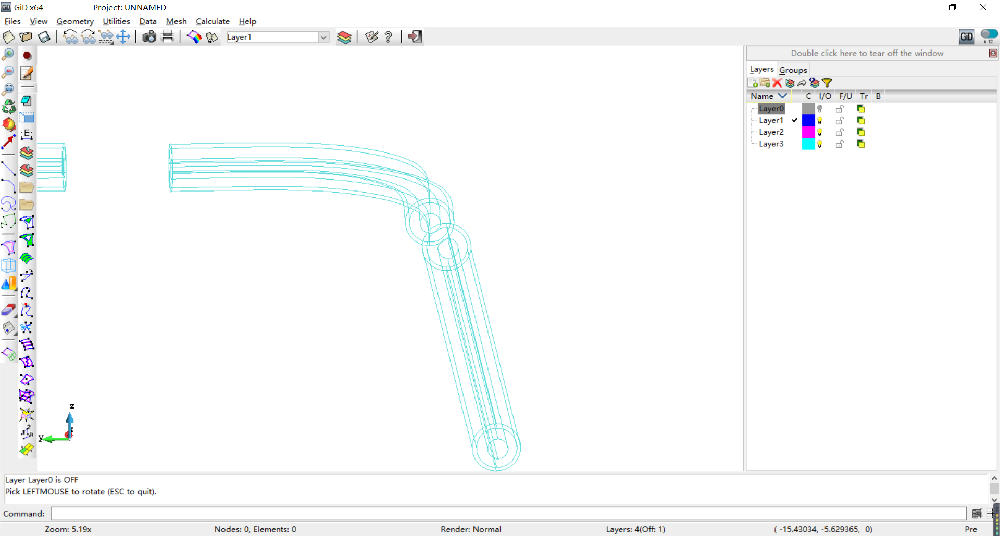 GiD x64 Project: UNNAMED
Files View Geometry Utilities Data Mesh Calculate Help
Layer1
GiD
v 12
Double click here to tear off the window
Layers Groups
Name C I/O F/U Tr B
Layer0
Layer1
Layer2
Layer3
E
2
z
y
Layer Layer0 is OFF
Pick LEFTMOUSE to rotate (ESC to quit).
Command:
Zoom: 5.19x Nodes: 0, Elements: 0 Render: Normal Layers: 4(Off: 1) ( -15.43034, -5.629365, 0) Pre